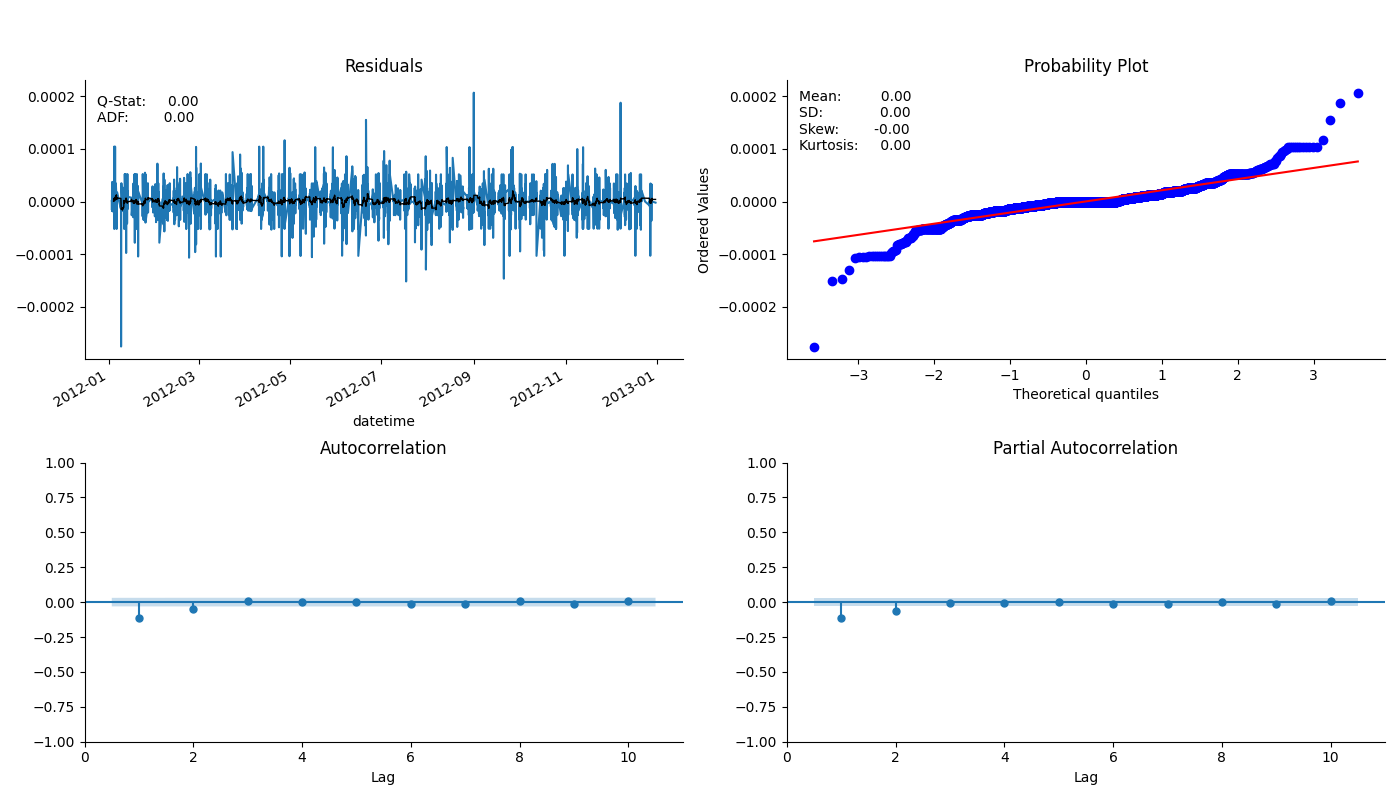 Residuals
Q-Stat: 0.00
ADF: 0.00
0.0002
0.0001
0.0000
−0.0001
−0.0002
2012-01
2012-03
2012-05
2012-07
2012-09
2012-11
2013-01
datetime
Probability Plot
Mean: 0.00
SD: 0.00
Skew: -0.00
Kurtosis: 0.00
Ordered Values
0.0002
0.0001
0.0000
−0.0001
−0.0002
−3 −2 −1 0 1 2 3
Theoretical quantiles
Autocorrelation
1.00
0.75
0.50
0.25
0.00
−0.25
−0.50
−0.75
−1.00
0 2 4 6 8 10
Lag
Partial Autocorrelation
1.00
0.75
0.50
0.25
0.00
−0.25
−0.50
−0.75
−1.00
0 2 4 6 8 10
Lag